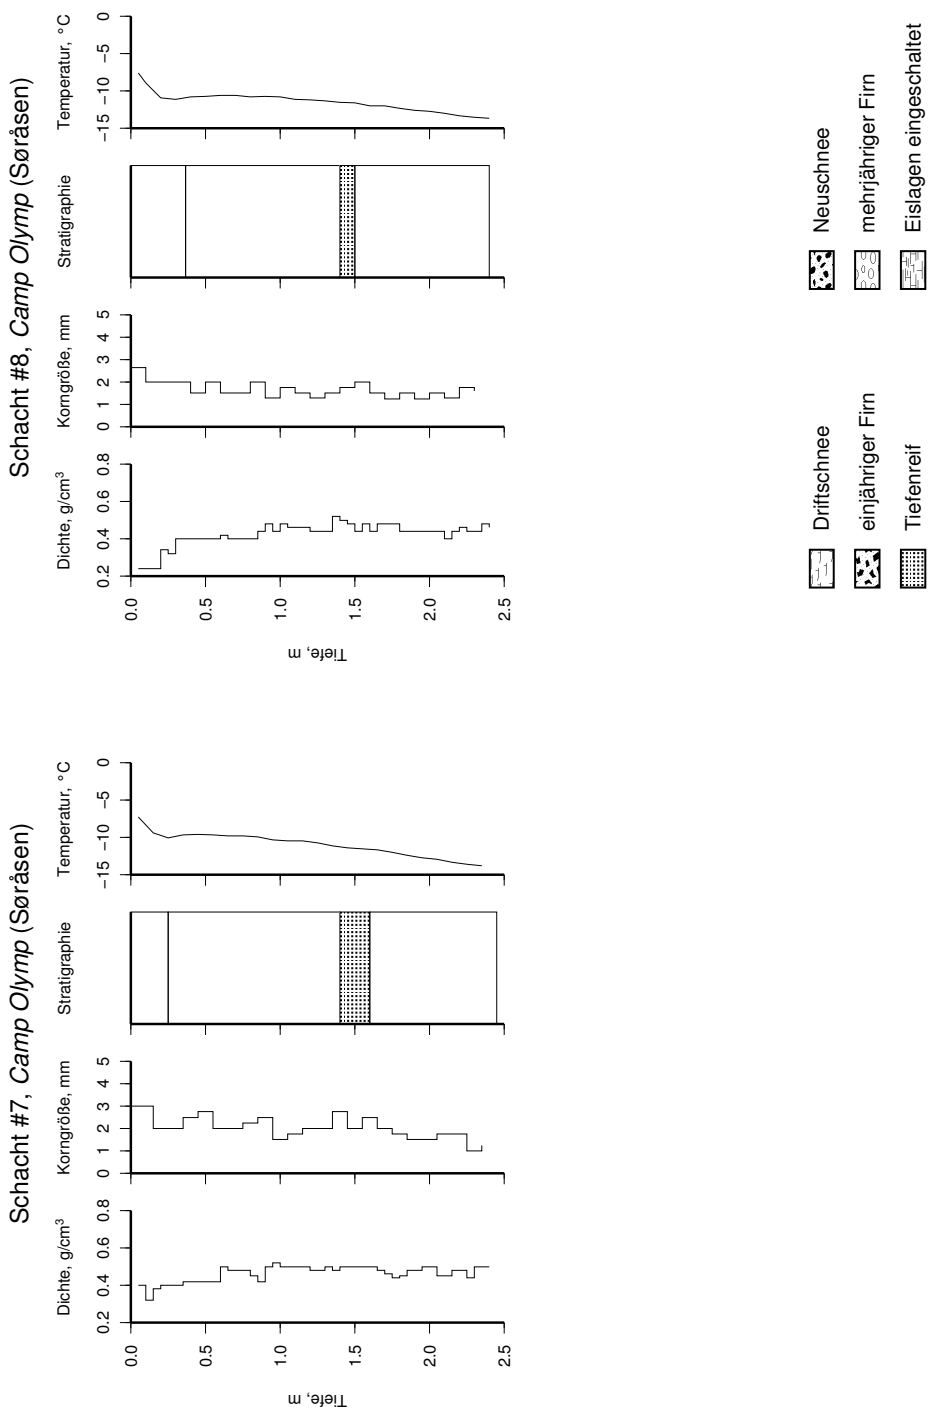 Schacht #7, Camp Olymp (Søråsen)
Dichte, g/cm³
Korngröße, mm
Stratigraphie
Temperatur, °C
0.2 0.4 0.6 0.8
0 1 2 3 4 5
−15 −10 −5 0
0.0
0.5
1.0
1.5
2.0
2.5
Tiefe, m
Schacht #8, Camp Olymp (Søråsen)
Dichte, g/cm³
Korngröße, mm
Stratigraphie
Temperatur, °C
0.2 0.4 0.6 0.8
0 1 2 3 4 5
−15 −10 −5 0
0.0
0.5
1.0
1.5
2.0
2.5
Tiefe, m
Driftschnee
Neuschnee
einjähriger Firn
mehrjähriger Firn
Tiefenreif
Eislagen eingeschaltet